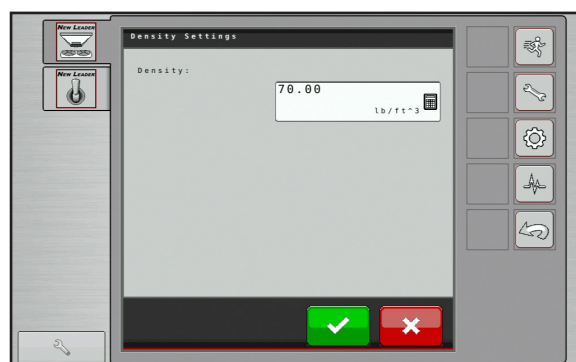 NEW LEADER
NEW LEADER
Density Settings
Density:
70.00
lb/ft^3